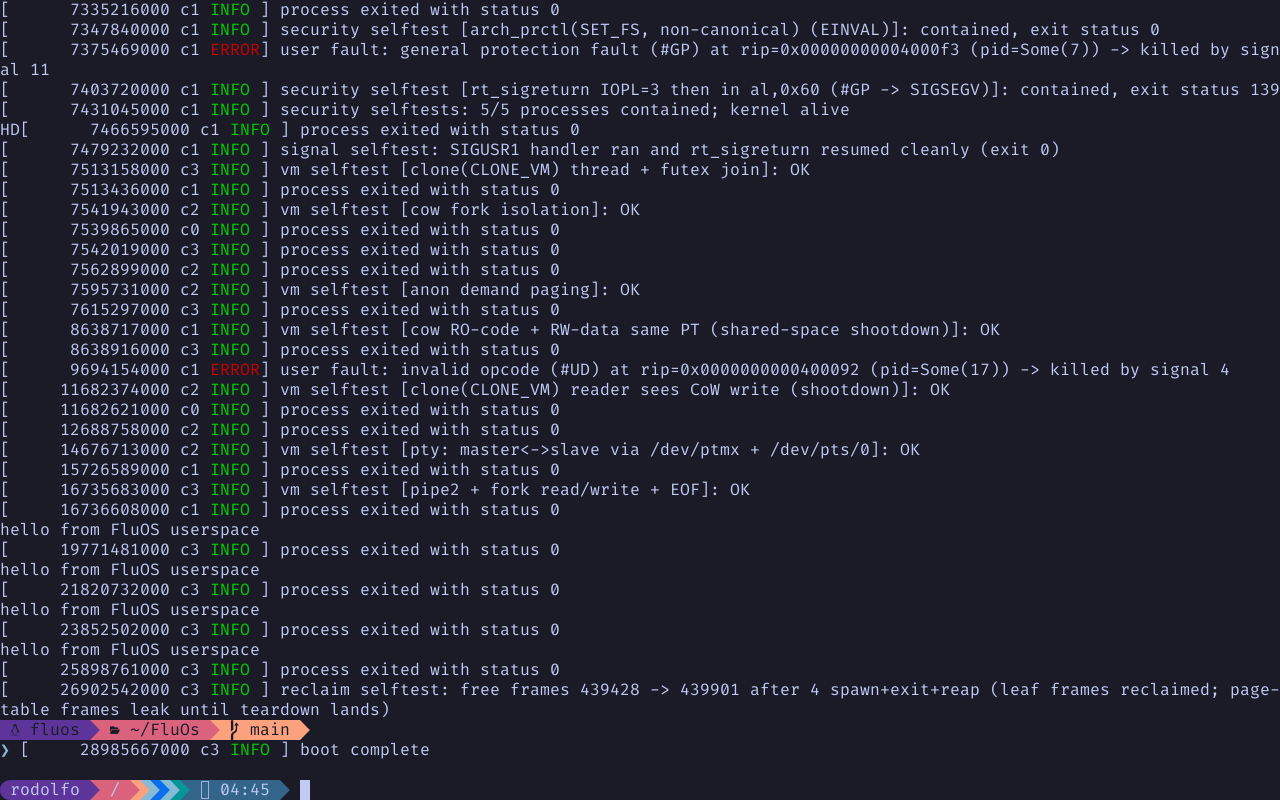 [      7335216000 c1 INFO ] process exited with status 0
[      7347840000 c1 INFO ] security selftest [arch_prctl(SET_FS, non-canonical) (EINVAL)]: contained, exit status 0
[      7375469000 c1 ERROR] user fault: general protection fault (#GP) at rip=0x00000000004000f3 (pid=Some(7)) -> killed by sign
al 11
[      7403720000 c1 INFO ] security selftest [rt_sigreturn IOPL=3 then in al,0x60 (#GP -> SIGSEGV)]: contained, exit status 139
[      7431045000 c1 INFO ] security selftests: 5/5 processes contained; kernel alive
HD[      7466595000 c1 INFO ] process exited with status 0
[      7479232000 c1 INFO ] signal selftest: SIGUSR1 handler ran and rt_sigreturn resumed cleanly (exit 0)
[      7513158000 c3 INFO ] vm selftest [clone(CLONE_VM) thread + futex join]: OK
[      7513436000 c1 INFO ] process exited with status 0
[      7541943000 c2 INFO ] vm selftest [cow fork isolation]: OK
[      7539865000 c0 INFO ] process exited with status 0
[      7542019000 c3 INFO ] process exited with status 0
[      7562899000 c2 INFO ] process exited with status 0
[      7595731000 c2 INFO ] vm selftest [anon demand paging]: OK
[      7615297000 c3 INFO ] process exited with status 0
[      8638717000 c1 INFO ] vm selftest [cow RO-code + RW-data same PT (shared-space shootdown)]: OK
[      8638916000 c3 INFO ] process exited with status 0
[      9694154000 c1 ERROR] user fault: invalid opcode (#UD) at rip=0x0000000000400092 (pid=Some(17)) -> killed by signal 4
[     11682374000 c2 INFO ] vm selftest [clone(CLONE_VM) reader sees CoW write (shootdown)]: OK
[     11682621000 c0 INFO ] process exited with status 0
[     12688758000 c2 INFO ] process exited with status 0
[     14676713000 c2 INFO ] vm selftest [pty: master<->slave via /dev/ptmx + /dev/pts/0]: OK
[     15726589000 c1 INFO ] process exited with status 0
[     16735683000 c3 INFO ] vm selftest [pipe2 + fork read/write + EOF]: OK
[     16736608000 c1 INFO ] process exited with status 0
hello from FluOS userspace
[     19771481000 c3 INFO ] process exited with status 0
hello from FluOS userspace
[     21820732000 c3 INFO ] process exited with status 0
hello from FluOS userspace
[     23852502000 c3 INFO ] process exited with status 0
hello from FluOS userspace
[     25898761000 c3 INFO ] process exited with status 0
[     26902542000 c3 INFO ] reclaim selftest: free frames 439428 -> 439901 after 4 spawn+exit+reap (leaf frames reclaimed; page-
table frames leak until teardown lands)
fluos ~/FluOs main
❯ [     28985667000 c3 INFO ] boot complete
rodolfo / 04:45